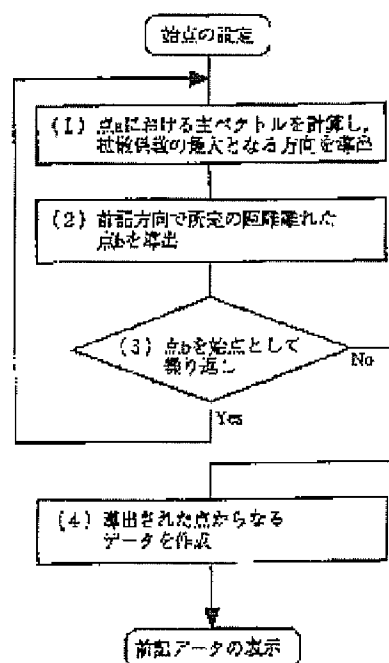 始点の設定
(1) 点aにおける主ベクトルを計算し,
拡散係数の最大となる方向を導出
(2) 前記方向で所定の距離離れた
点bを導出
(3) 点bを始点として
繰り返し
No
Yes
(4) 導出された点からなる
データを作成
前記データの表示